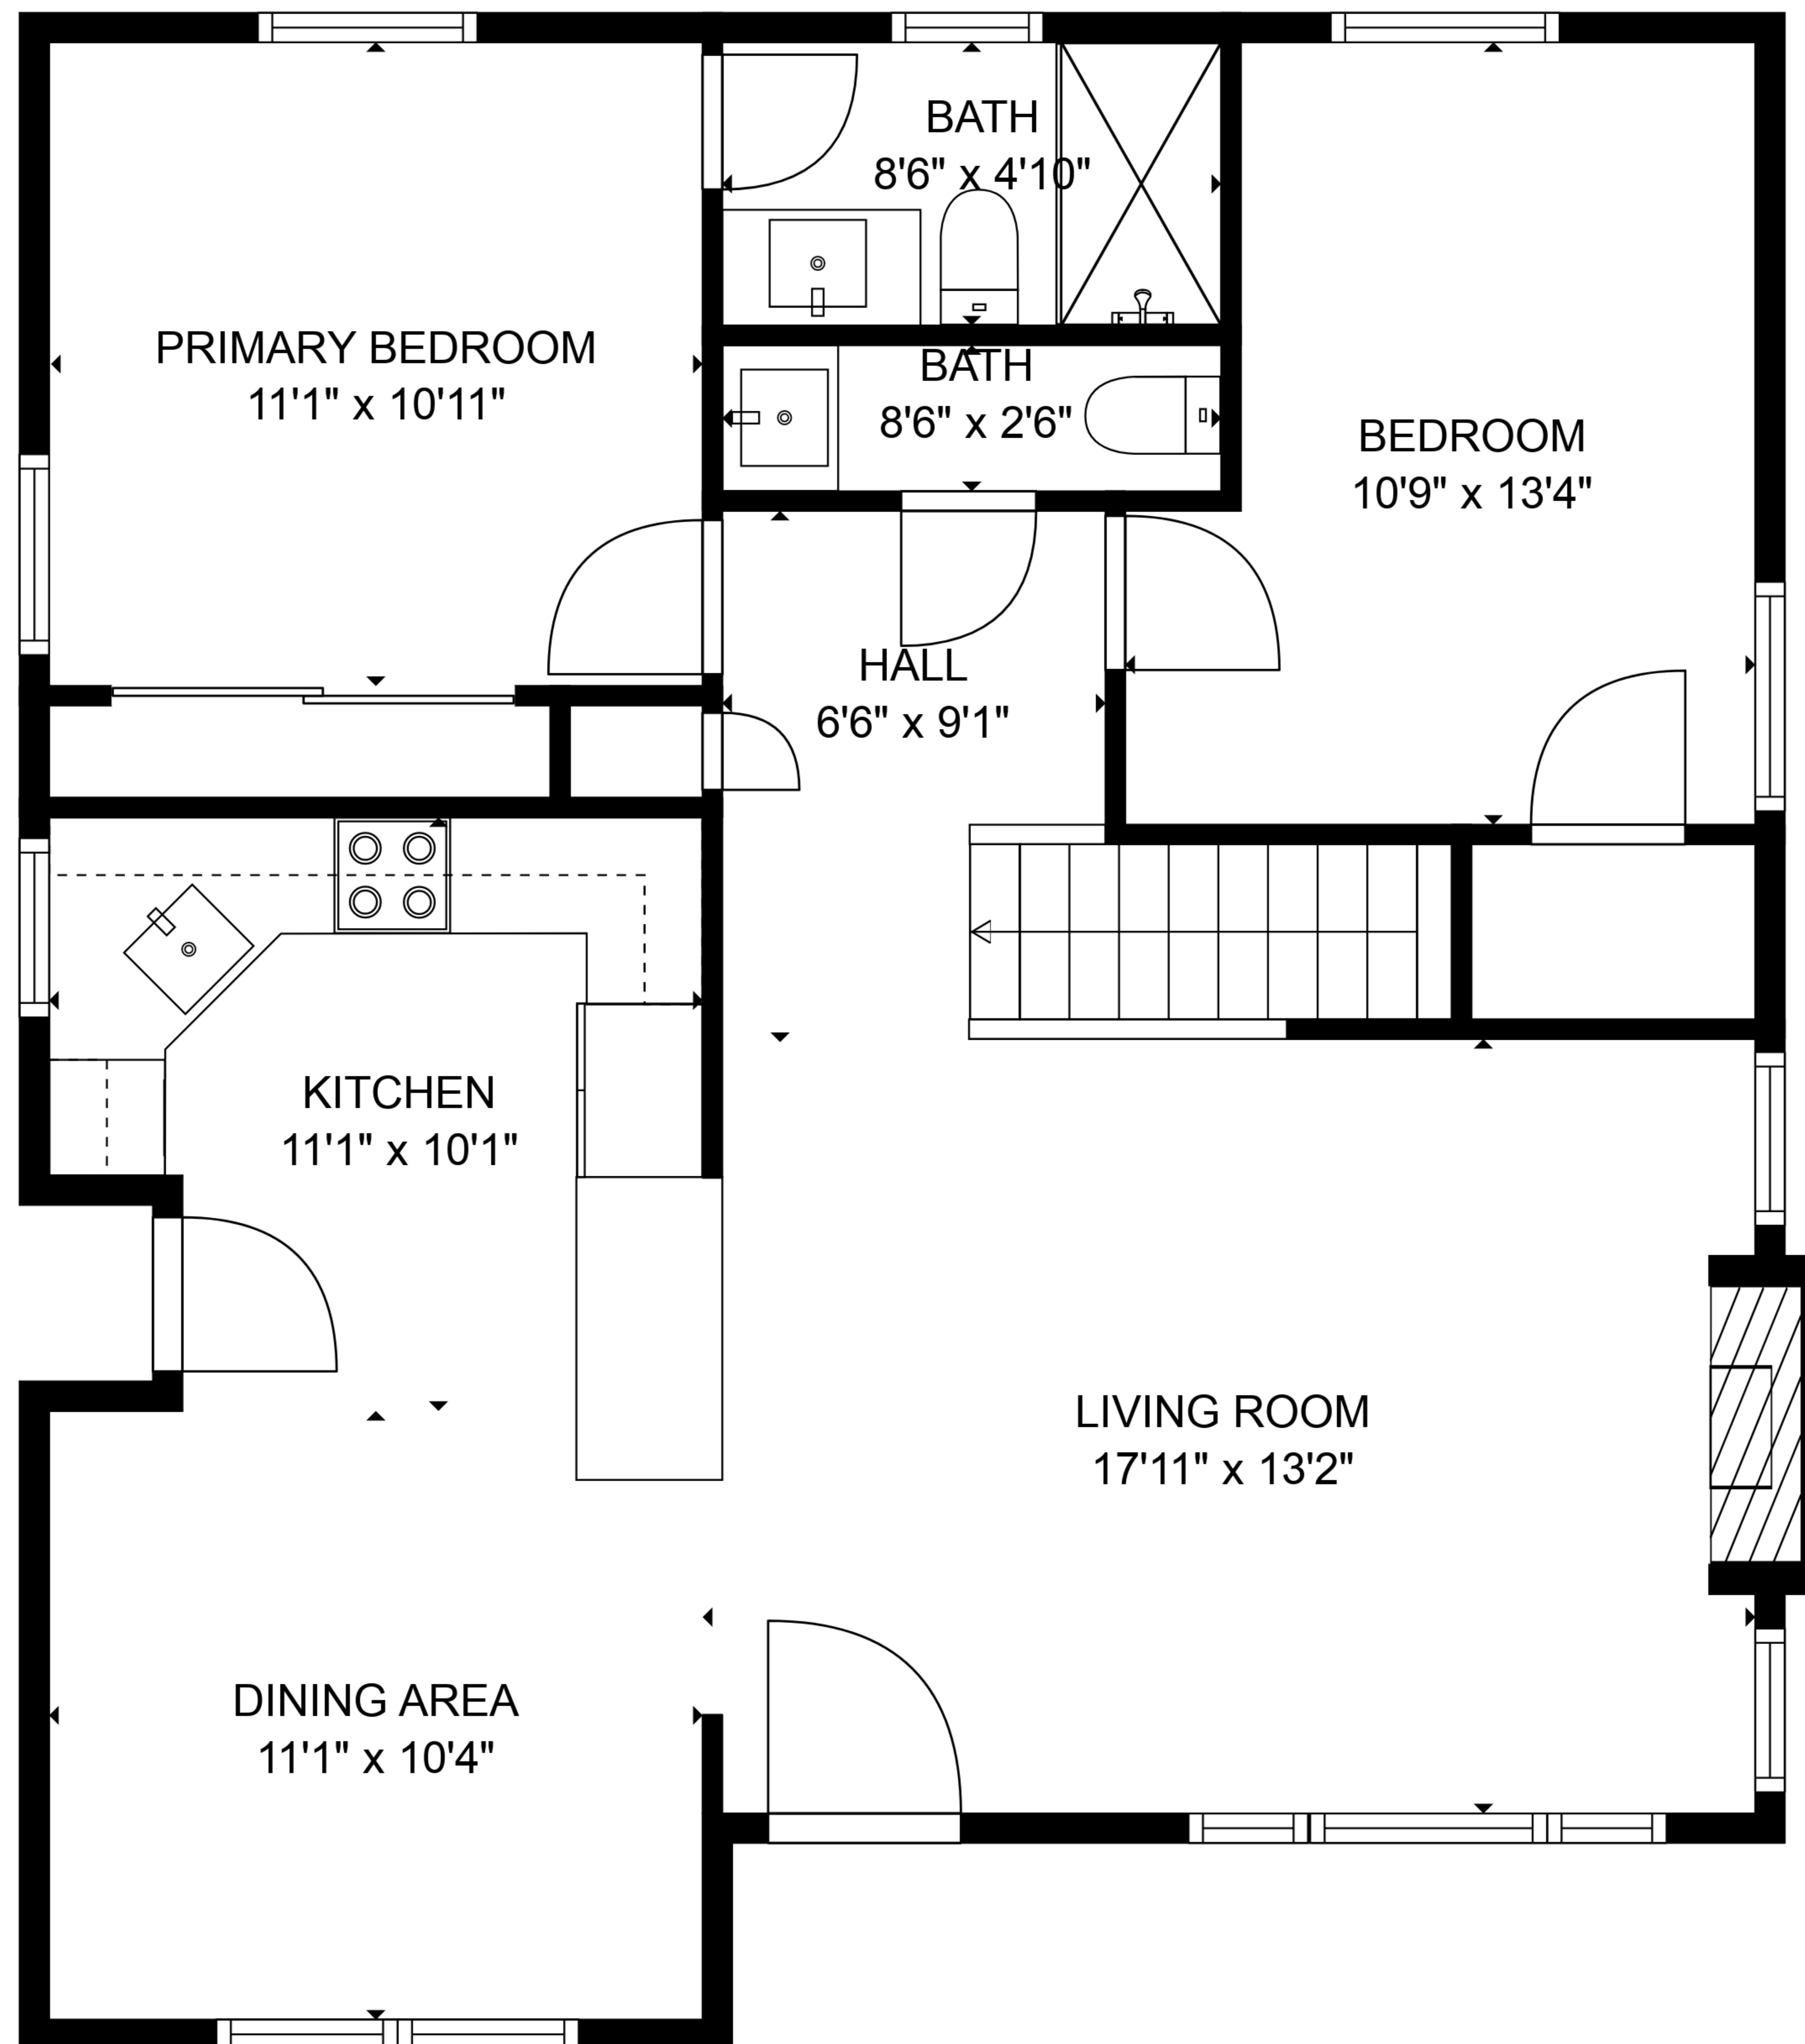 BATH
8'6" x 4'10"
PRIMARY BEDROOM
11'1" x 10'11"
BATH
8'6" x 2'6"
BEDROOM
10'9" x 13'4"
HALL
6'6" x 9'1"
KITCHEN
11'1" x 10'1"
LIVING ROOM
17'11" x 13'2"
DINING AREA
11'1" x 10'4"